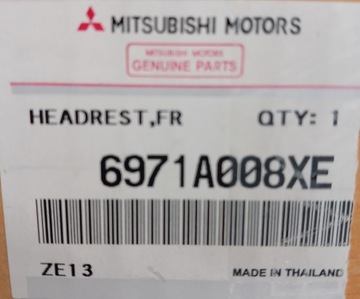 MITSUBISHI MOTORS
MITSUBISHI MOTORS
GENUINE PARTS
HEADREST,FR QTY: 1
6971A008XE
ZE13 MADE IN THAILAND